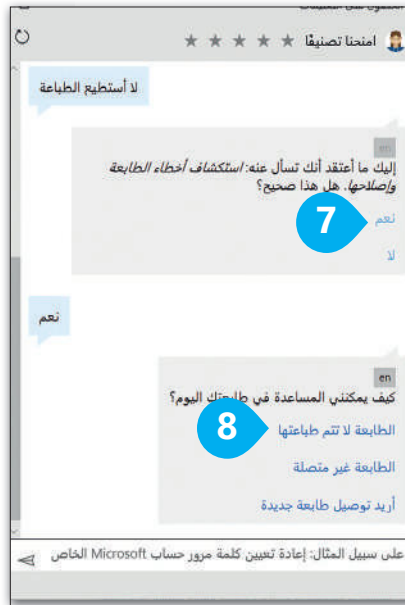 امنحنا تصنيفًا
لا أستطيع الطباعة
en
إليك ما أعتقد أنك تسأل عنه: استكشاف أخطاء الطابعة
وإصلاحها. هل هذا صحيح؟
نعم
7
لا
نعم
en
كيف يمكنني المساعدة في طابعتك اليوم؟
الطابعة لا تتم طباعتها
8
الطابعة غير متصلة
أريد توصيل طابعة جديدة
على سبيل المثال: إعادة تعيين كلمة مرور حساب Microsoft الخاص